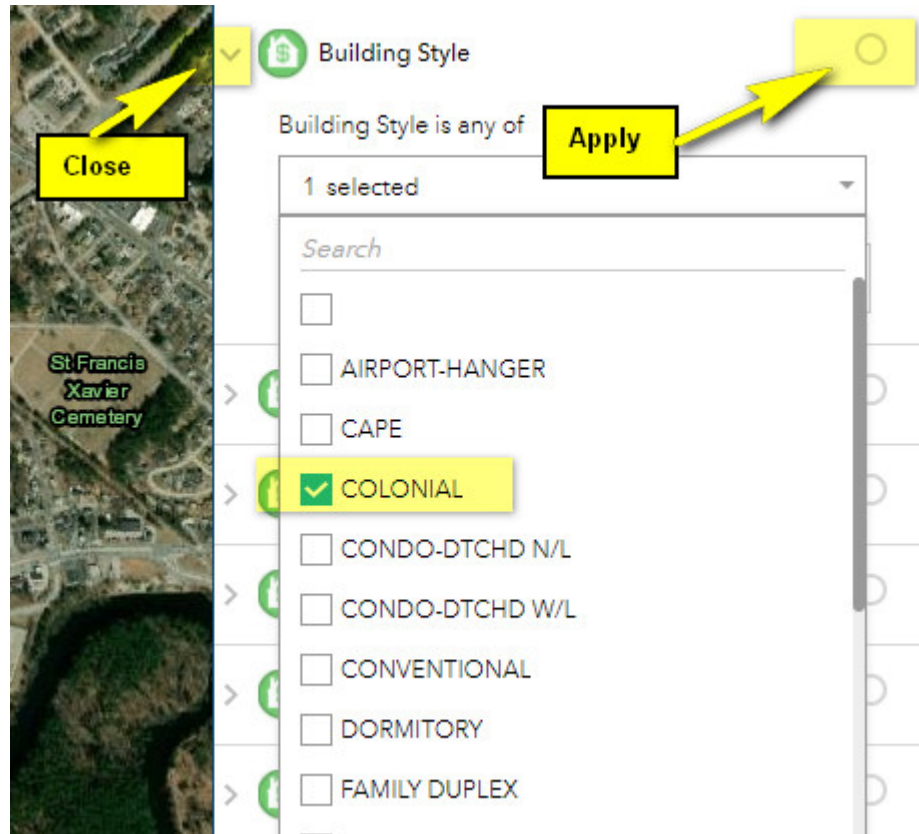 Building Style
Building Style is any of
Apply
Close
1 selected
Search
AIRPORT-HANGER
St Francis
Xavier
Cemetery
CAPE
COLONIAL
CONDO-DTCHD N/L
CONDO-DTCHD W/L
CONVENTIONAL
DORMITORY
FAMILY DUPLEX